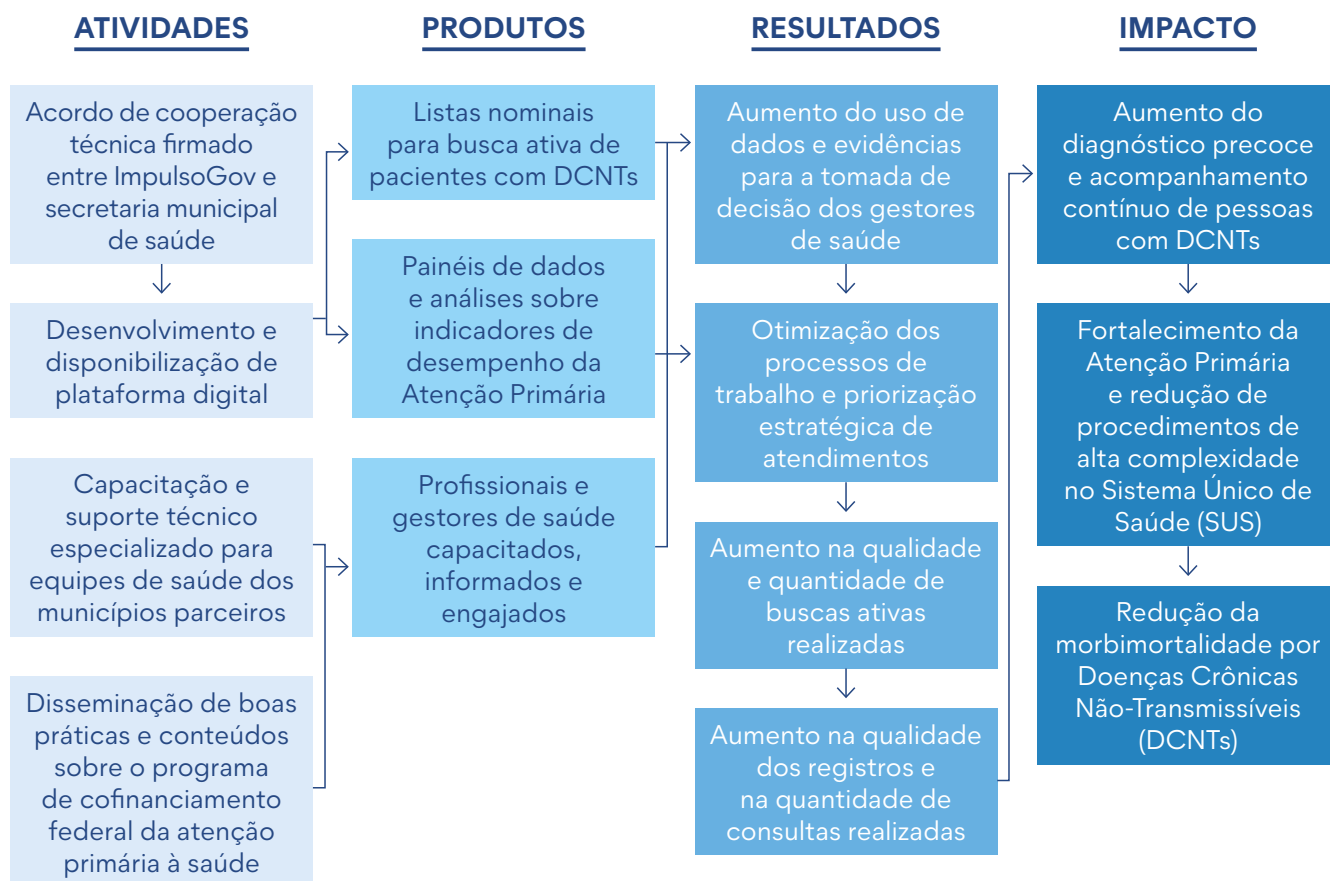 ATIVIDADES
Acordo de cooperação
técnica firmado
entre ImpulsoGov e
secretaria municipal
de saúde
Desenvolvimento e
disponibilização de
plataforma digital
Capacitação e
suporte técnico
especializado para
equipes de saúde dos
municípios parceiros
Disseminação de boas
práticas e conteúdos
sobre o programa
de cofinanciamento
federal da atenção
primária à saúde
PRODUTOS
Listas nominais
para busca ativa de
pacientes com DCNTs
Painéis de dados
e análises sobre
indicadores de
desempenho da
Atenção Primária
Profissionais e
gestores de saúde
capacitados,
informados e
engajados
RESULTADOS
Aumento do uso de
dados e evidências
para a tomada de
decisão dos gestores
de saúde
Otimização dos
processos de
trabalho e priorização
estratégica de
atendimentos
Aumento na qualidade
e quantidade de
buscas ativas
realizadas
Aumento na qualidade
dos registros e
na quantidade de
consultas realizadas
IMPACTO
Aumento do
diagnóstico precoce
e acompanhamento
contínuo de pessoas
com DCNTs
Fortalecimento da
Atenção Primária
e redução de
procedimentos de
alta complexidade
no Sistema Único de
Saúde (SUS)
Redução da
morbimortalidade por
Doenças Crônicas
Não-Transmissíveis
(DCNTs)